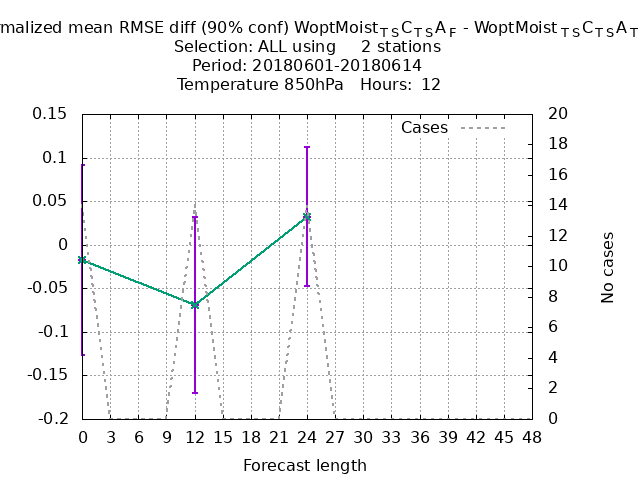 rmalized mean RMSE diff (90% conf) WoptMoistTSCTSAF - WoptMoistTSCTSAT
Selection: ALL using 2 stations
Period: 20180601-20180614
Temperature 850hPa Hours: 12
0.15 20
18
0.1 16
0.05 14
12
0
10
-0.05 8
-0.1 6
4
-0.15 2
-0.2 0
Cases
No cases
0 3 6 9 12 15 18 21 24 27 30 33 36 39 42 45 48
Forecast length